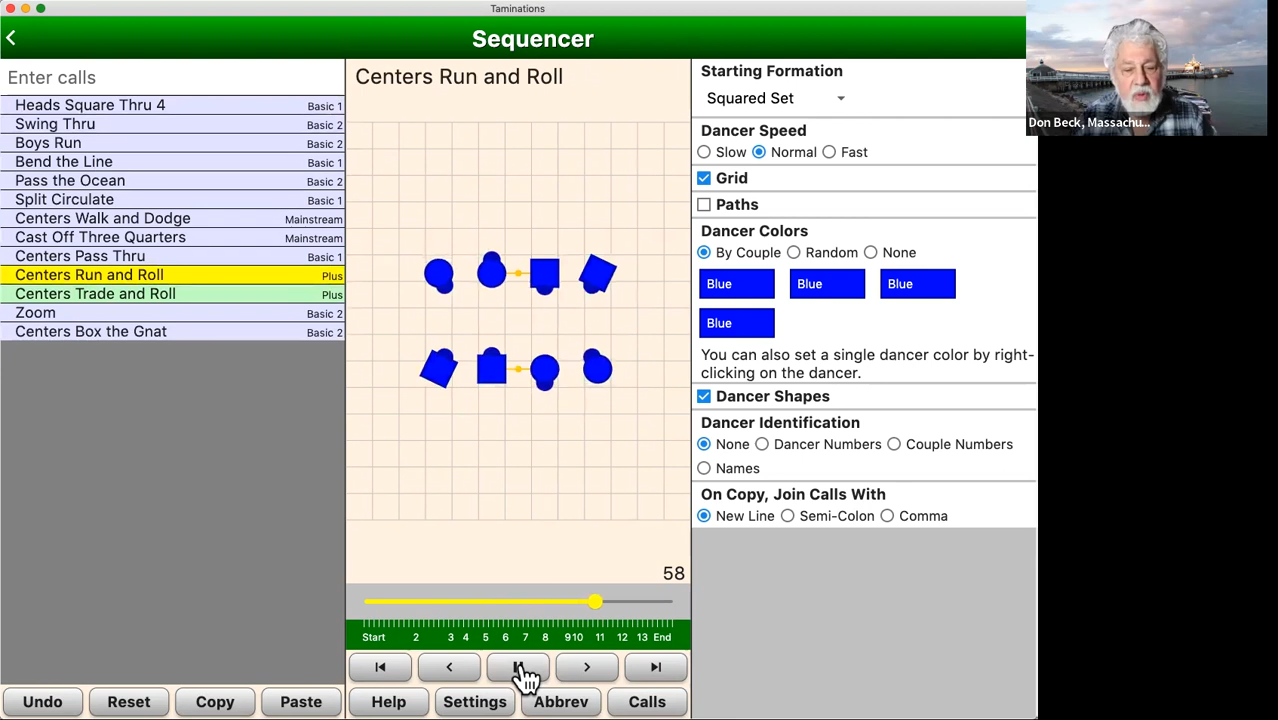 Taminations
Sequencer
Enter calls
Heads Square Thru 4 Basic 1
Swing Thru Basic 2
Boys Run Basic 2
Bend the Line Basic 1
Pass the Ocean Basic 2
Split Circulate Basic 1
Centers Walk and Dodge Mainstream
Cast Off Three Quarters Mainstream
Centers Pass Thru Basic 1
Centers Run and Roll Plus
Centers Trade and Roll Plus
Zoom Basic 2
Centers Box the Gnat Basic 2
Undo Reset Copy Paste
Centers Run and Roll
58
Start 2 3 4 5 6 7 8 9 10 11 12 13 End
Help Settings Abbrev Calls
Starting Formation
Squared Set
Dancer Speed
Slow Normal Fast
Grid
Paths
Dancer Colors
By Couple Random None
Blue Blue Blue
Blue
You can also set a single dancer color by right-
clicking on the dancer.
Dancer Shapes
Dancer Identification
None Dancer Numbers Couple Numbers
Names
On Copy, Join Calls With
New Line Semi-Colon Comma
Don Beck, Massachu...